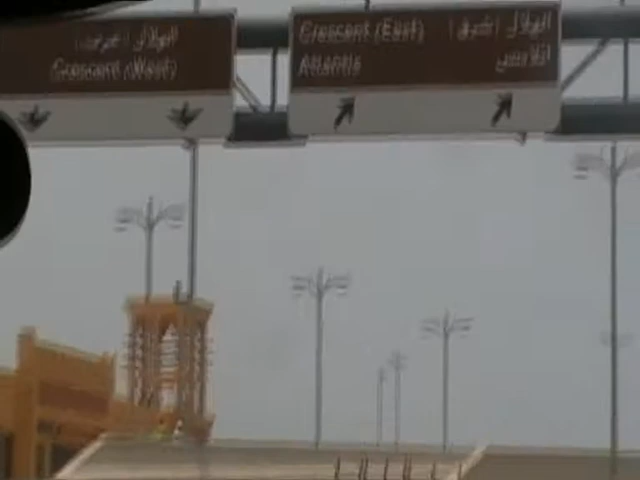 الهلال (غرب)
Crescent (West)
Crescent (East)
الهلال (شرق)
Atlantis
اتلانتس